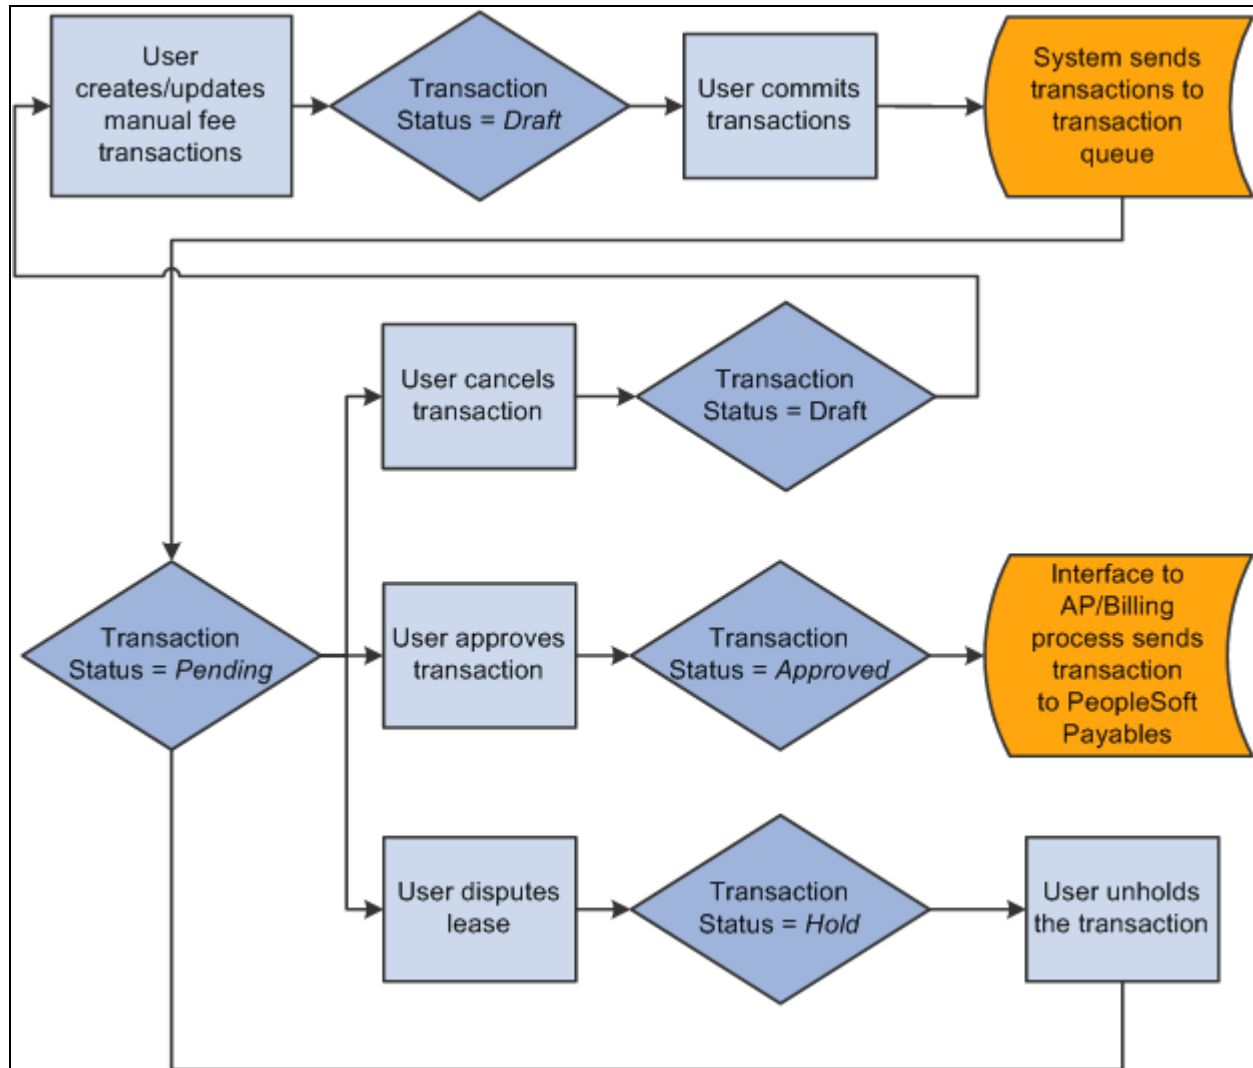 User
creates/updates
manual fee
transactions
Transaction
Status = Draft
User commits
transactions
System sends
transactions to
transaction
queue
User cancels
transaction
Transaction
Status = Draft
Transaction
Status = Pending
User approves
transaction
Transaction
Status = Approved
Interface to
AP/Billing
process sends
transaction
to PeopleSoft
Payables
User disputes
lease
Transaction
Status = Hold
User unholds
the transaction